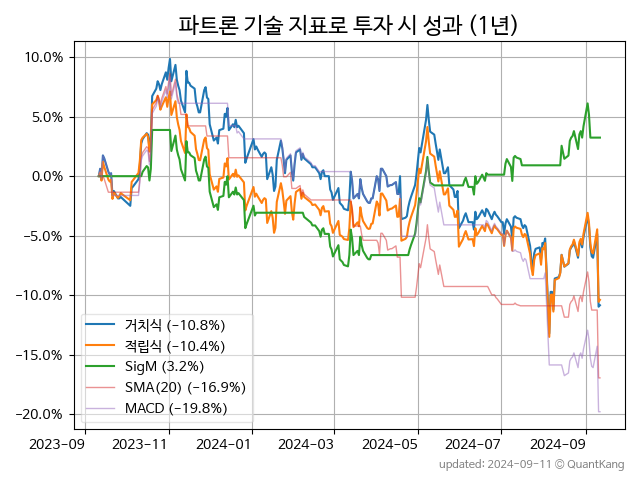 파트론 기술 지표로 투자 시 성과 (1년)
10.0%
5.0%
0.0%
−5.0%
−10.0%
−15.0%
−20.0%
거치식 (−10.8%)
적립식 (−10.4%)
SigM (3.2%)
SMA(20) (−16.9%)
MACD (−19.8%)
2023-09 2023-11 2024-01 2024-03 2024-05 2024-07 2024-09
updated: 2024-09-11 © QuantKang